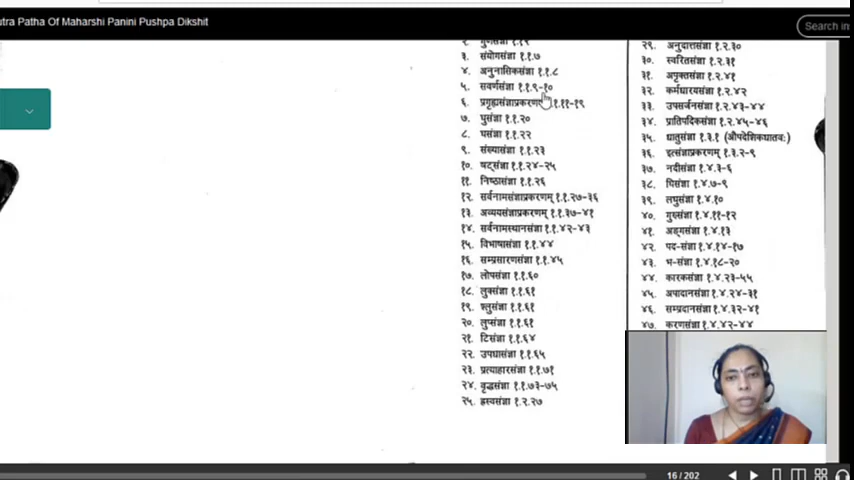 utra Patha Of Maharshi Panini Pushpa Dikshit
Search in
२. गुणसंज्ञा १.१.२
३. संयोगसंज्ञा १.१.७
४. अनुनासिकसंज्ञा १.१.८
५. सवर्णसंज्ञा १.१.९-१०
६. प्रगृह्यसंज्ञाप्रकरणम् १.११-१९
७. घुसंज्ञा १.१.२०
८. घसंज्ञा १.१.२२
९. संख्यासंज्ञा १.१.२३
१०. षट्संज्ञा १.१.२४-२५
११. निष्ठासंज्ञा १.१.२६
१२. सर्वनामसंज्ञाप्रकरणम् १.१.२७-३६
१३. अव्ययसंज्ञाप्रकरणम् १.१.३७-४१
१४. सर्वनामस्थानसंज्ञा १.१.४२-४३
१५. विभाषासंज्ञा १.१.४४
१६. सम्प्रसारणसंज्ञा १.१.४५
१७. लोपसंज्ञा १.१.६०
१८. लुक्संज्ञा १.१.६१
१९. श्लुसंज्ञा १.१.६१
२०. लुप्संज्ञा १.१.६१
२१. टिसंज्ञा १.१.६४
२२. उपधासंज्ञा १.१.६५
२३. प्रत्याहारसंज्ञा १.१.७१
२४. वृद्धसंज्ञा १.१.७३-७५
२५. ह्रस्वसंज्ञा १.२.२७
२९. अनुदात्तसंज्ञा १.२.३०
३०. स्वरितसंज्ञा १.२.३१
३१. अपृक्तसंज्ञा १.२.४१
३२. कर्मधारयसंज्ञा १.२.४२
३३. उपसर्जनसंज्ञा १.२.४३-४४
३४. प्रातिपदिकसंज्ञा १.२.४५-४६
३५. धातुसंज्ञा १.३.१ (औपदेशिकधातवः)
३६. इत्संज्ञाप्रकरणम् १.३.२-९
३७. नदीसंज्ञा १.४.३-६
३८. घिसंज्ञा १.४.७-९
३९. लघुसंज्ञा १.४.१०
४०. गुरुसंज्ञा १.४.११-१२
४१. अङ्गसंज्ञा १.४.१३
४२. पद-संज्ञा १.४.१४-१७
४३. भ-संज्ञा १.४.१८-२०
४४. कारकसंज्ञा १.४.२३-५५
४५. अपादानसंज्ञा १.४.२४-३१
४६. सम्प्रदानसंज्ञा १.४.३२-४१
४७. करणसंज्ञा १.४.४२-४४
16 / 202